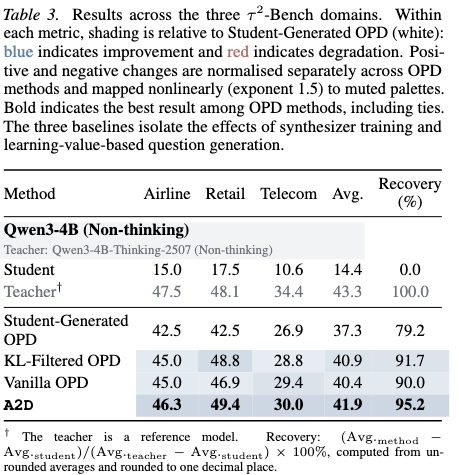 Table 3. Results across the three τ²-Bench domains. Within
each metric, shading is relative to Student-Generated OPD (white):
blue indicates improvement and red indicates degradation. Posi-
tive and negative changes are normalised separately across OPD
methods and mapped nonlinearly (exponent 1.5) to muted palettes.
Bold indicates the best result among OPD methods, including ties.
The three baselines isolate the effects of synthesizer training and
learning-value-based question generation.
Method Airline Retail Telecom Avg. Recovery (%)
Qwen3-4B (Non-thinking)
Teacher: Qwen3-4B-Thinking-2507 (Non-thinking)
Student 15.0 17.5 10.6 14.4 0.0
Teacher† 47.5 48.1 34.4 43.3 100.0
Student-Generated OPD 42.5 42.5 26.9 37.3 79.2
KL-Filtered OPD 45.0 48.8 28.8 40.9 91.7
Vanilla OPD 45.0 46.9 29.4 40.4 90.0
A2D 46.3 49.4 30.0 41.9 95.2
† The teacher is a reference model. Recovery: (Avg.method −
Avg.student)/(Avg.teacher − Avg.student) × 100%, computed from un-
rounded averages and rounded to one decimal place.